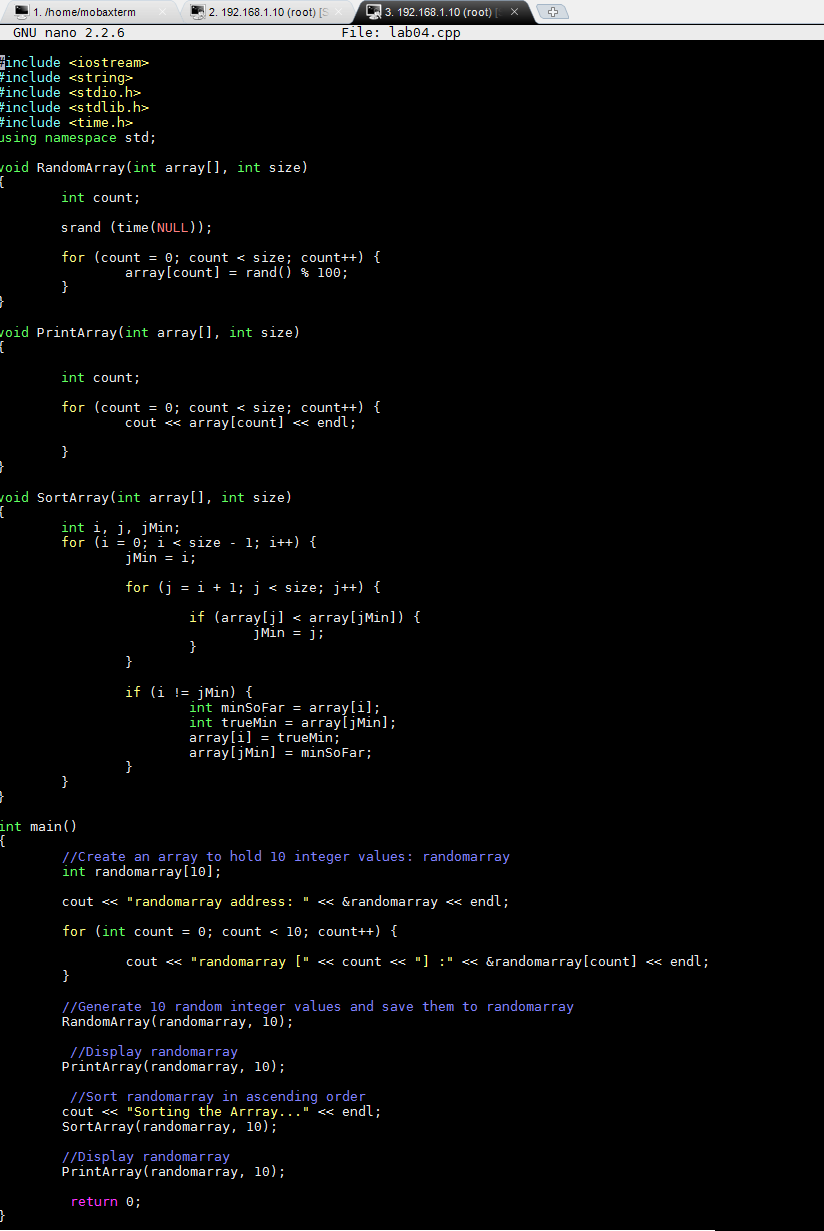 1. /home/mobaxterm
2. 192.168.1.10 (root) [S
3. 192.168.1.10 (root)
GNU nano 2.2.6 File: lab04.cpp
#include <iostream>
#include <string>
#include <stdio.h>
#include <stdlib.h>
#include <time.h>
using namespace std;
void RandomArray(int array[], int size)
{
int count;
srand (time(NULL));
for (count = 0; count < size; count++) {
array[count] = rand() % 100;
}
}
void PrintArray(int array[], int size)
{
int count;
for (count = 0; count < size; count++) {
cout << array[count] << endl;
}
}
void SortArray(int array[], int size)
{
int i, j, jMin;
for (i = 0; i < size - 1; i++) {
jMin = i;
for (j = i + 1; j < size; j++) {
if (array[j] < array[jMin]) {
jMin = j;
}
}
if (i != jMin) {
int minSoFar = array[i];
int trueMin = array[jMin];
array[i] = trueMin;
array[jMin] = minSoFar;
}
}
}
int main()
{
//Create an array to hold 10 integer values: randomarray
int randomarray[10];
cout << "randomarray address: " << &randomarray << endl;
for (int count = 0; count < 10; count++) {
cout << "randomarray [" << count << "] :" << &randomarray[count] << endl;
}
//Generate 10 random integer values and save them to randomarray
RandomArray(randomarray, 10);
//Display randomarray
PrintArray(randomarray, 10);
//Sort randomarray in ascending order
cout << "Sorting the Arrray..." << endl;
SortArray(randomarray, 10);
//Display randomarray
PrintArray(randomarray, 10);
return 0;
}